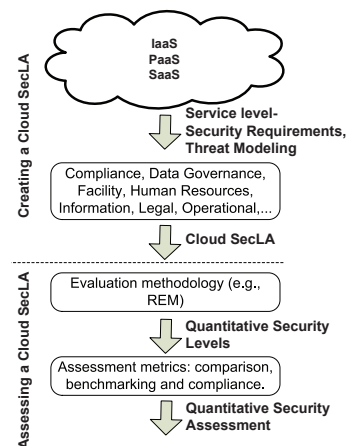 Creating a Cloud SecLA
IaaS
PaaS
SaaS
Service level-
Security Requirements,
Threat Modeling
Compliance, Data Governance,
Facility, Human Resources,
Information, Legal, Operational,...
Cloud SecLA
Assessing a Cloud SecLA
Evaluation methodology (e.g.,
REM)
Quantitative Security
Levels
Assessment metrics: comparison,
benchmarking and compliance.
Quantitative Security
Assessment